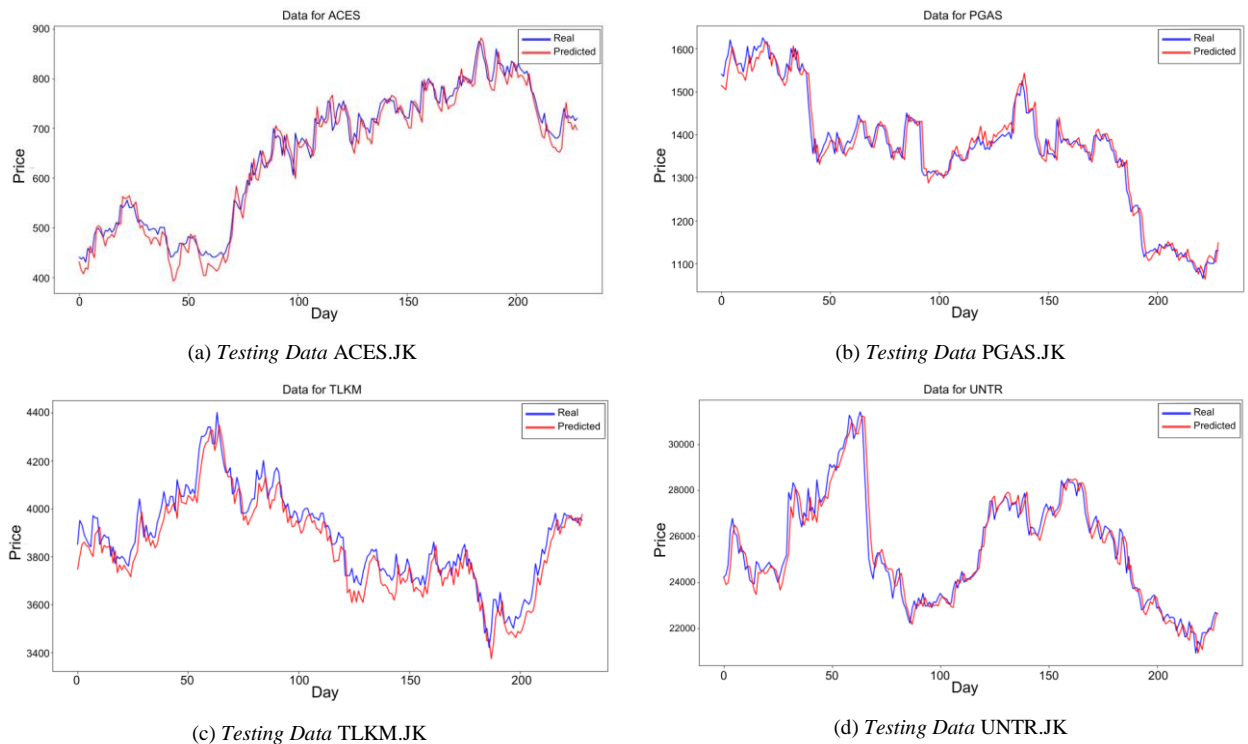 Data for ACES
900
800
700
600
500
400
Price
0 50 100 150 200
Day
Real
Predicted
(a) Testing Data ACES.JK
Data for PGAS
1600
1500
1400
1300
1200
1100
Price
0 50 100 150 200
Day
Real
Predicted
(b) Testing Data PGAS.JK
Data for TLKM
4400
4200
4000
3800
3600
3400
Price
0 50 100 150 200
Day
Real
Predicted
(c) Testing Data TLKM.JK
Data for UNTR
30000
28000
26000
24000
22000
Price
0 50 100 150 200
Day
Real
Predicted
(d) Testing Data UNTR.JK